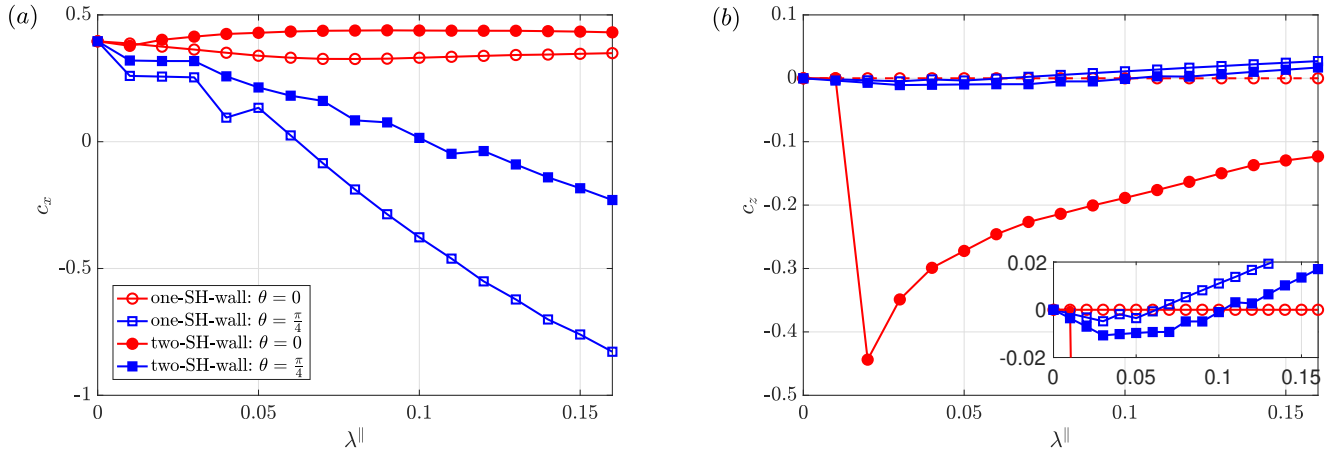 (a)
0.5
0
-0.5
-1
c_x
one-SH-wall: θ = 0
one-SH-wall: θ = π/4
two-SH-wall: θ = 0
two-SH-wall: θ = π/4
0 0.05 0.1 0.15
λ^∥
(b)
0.1
0
-0.1
-0.2
-0.3
-0.4
-0.5
c_z
0.02
0
-0.02
0 0.05 0.1 0.15
0 0.05 0.1 0.15
λ^∥